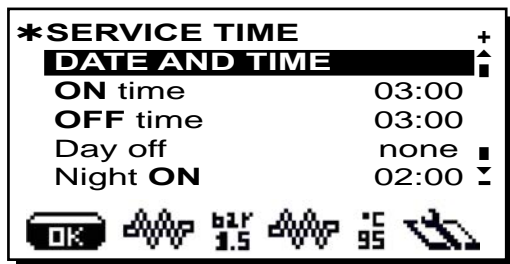 *SERVICE TIME +
DATE AND TIME
ON time 03:00
OFF time 03:00
Day off none
Night ON 02:00
OK bar 1.5 °C 95